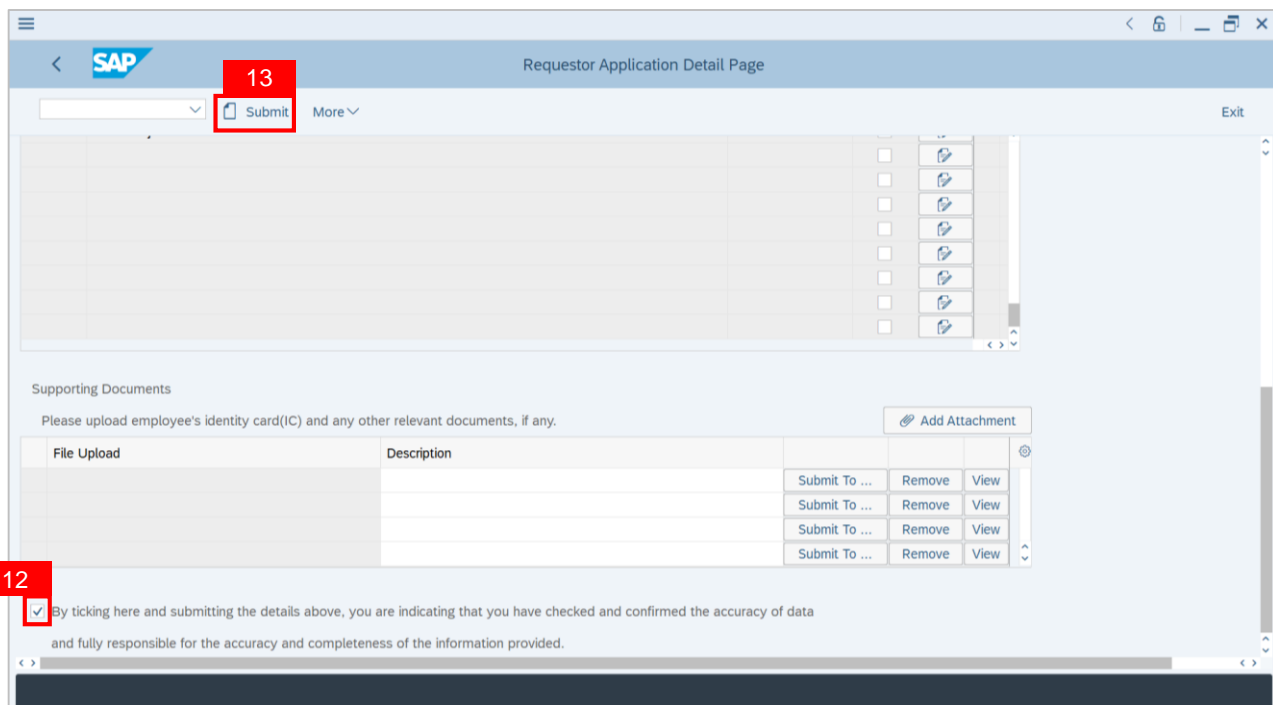 SAP
Requestor Application Detail Page
13
Submit
More
Exit
Supporting Documents
Please upload employee's identity card(IC) and any other relevant documents, if any.
Add Attachment
File Upload
Description
Submit To ... Remove View
Submit To ... Remove View
Submit To ... Remove View
Submit To ... Remove View
12
By ticking here and submitting the details above, you are indicating that you have checked and confirmed the accuracy of data
and fully responsible for the accuracy and completeness of the information provided.